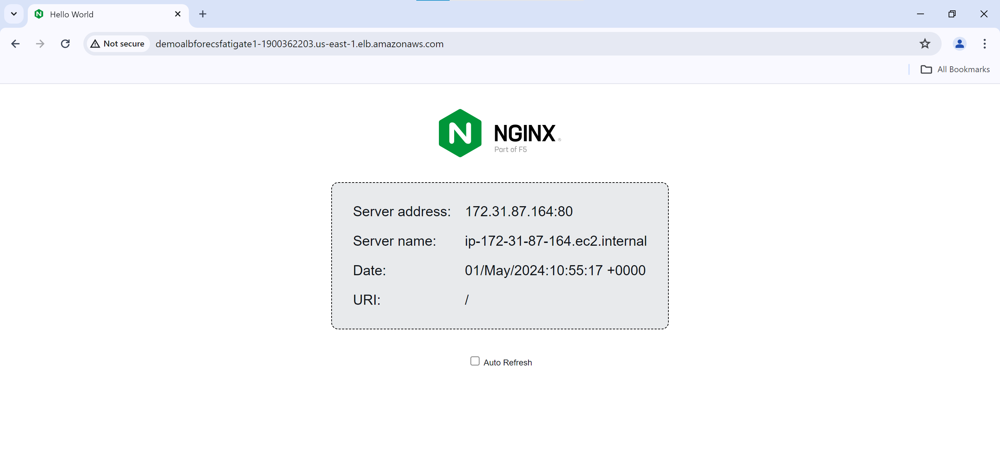 Hello World
Not secure demoalbforecsfatigate1-1900362203.us-east-1.elb.amazonaws.com
All Bookmarks
N NGINX®
Part of F5
Server address: 172.31.87.164:80
Server name: ip-172-31-87-164.ec2.internal
Date: 01/May/2024:10:55:17 +0000
URI: /
Auto Refresh